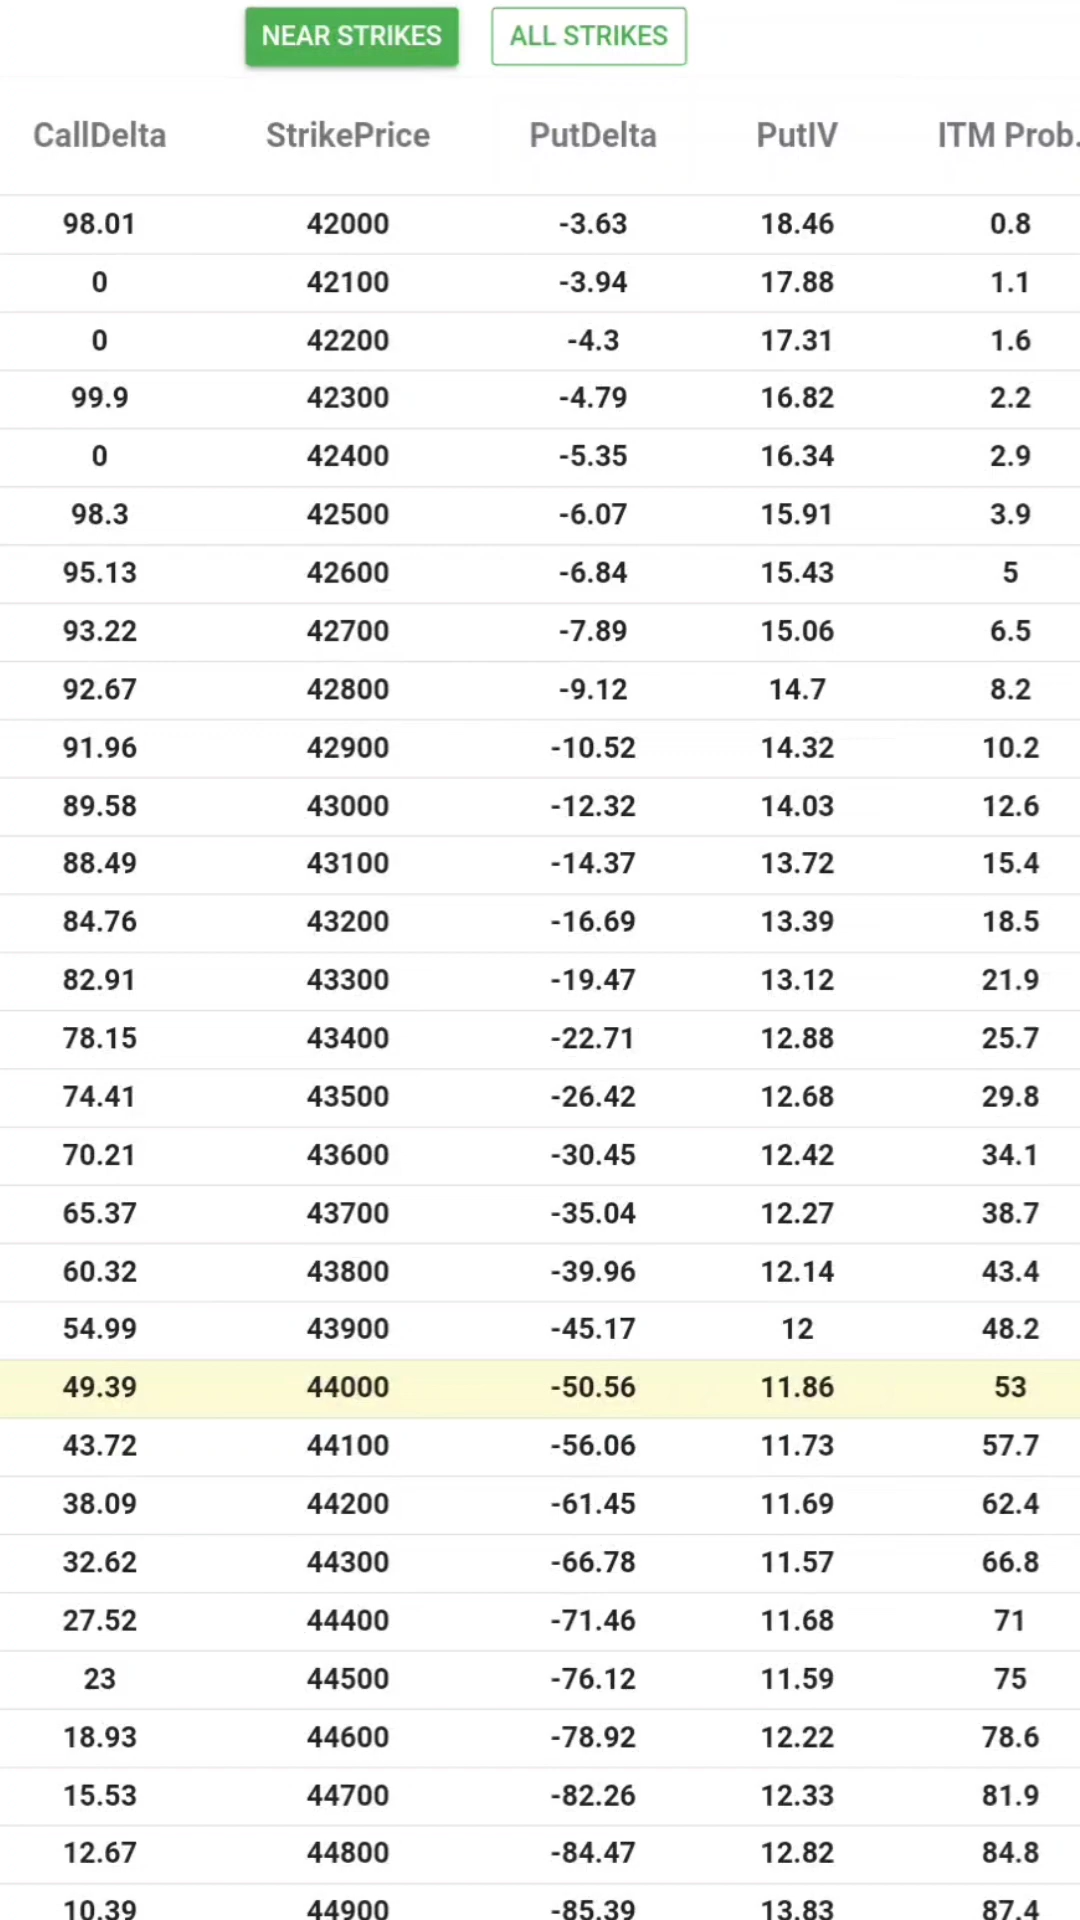 NEAR STRIKES ALL STRIKES
CallDelta StrikePrice PutDelta PutIV ITM Prob.
98.01 42000 -3.63 18.46 0.8
0 42100 -3.94 17.88 1.1
0 42200 -4.3 17.31 1.6
99.9 42300 -4.79 16.82 2.2
0 42400 -5.35 16.34 2.9
98.3 42500 -6.07 15.91 3.9
95.13 42600 -6.84 15.43 5
93.22 42700 -7.89 15.06 6.5
92.67 42800 -9.12 14.7 8.2
91.96 42900 -10.52 14.32 10.2
89.58 43000 -12.32 14.03 12.6
88.49 43100 -14.37 13.72 15.4
84.76 43200 -16.69 13.39 18.5
82.91 43300 -19.47 13.12 21.9
78.15 43400 -22.71 12.88 25.7
74.41 43500 -26.42 12.68 29.8
70.21 43600 -30.45 12.42 34.1
65.37 43700 -35.04 12.27 38.7
60.32 43800 -39.96 12.14 43.4
54.99 43900 -45.17 12 48.2
49.39 44000 -50.56 11.86 53
43.72 44100 -56.06 11.73 57.7
38.09 44200 -61.45 11.69 62.4
32.62 44300 -66.78 11.57 66.8
27.52 44400 -71.46 11.68 71
23 44500 -76.12 11.59 75
18.93 44600 -78.92 12.22 78.6
15.53 44700 -82.26 12.33 81.9
12.67 44800 -84.47 12.82 84.8
10.39 44900 -85.39 13.83 87.4